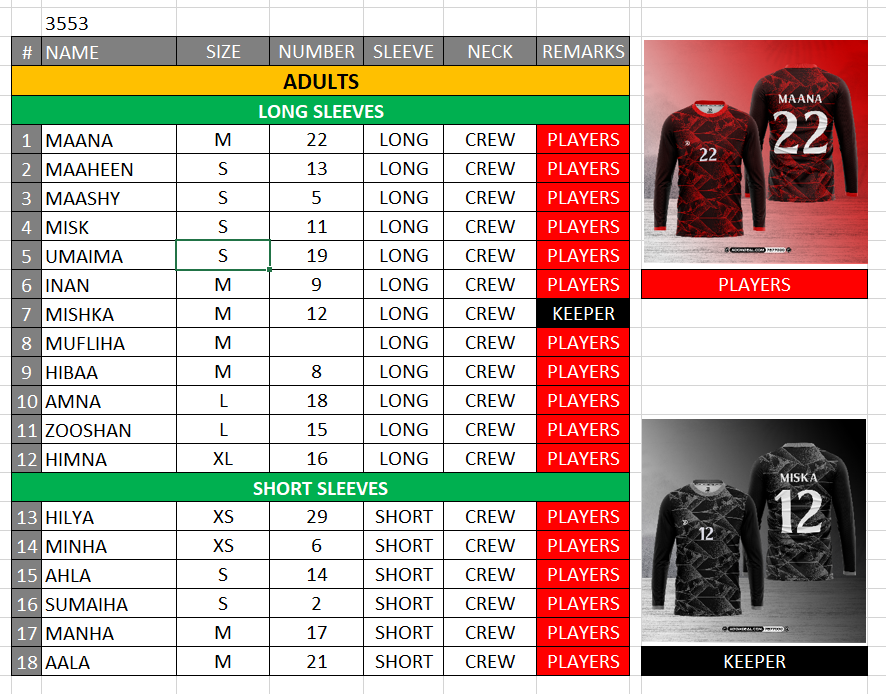 3553
# NAME SIZE NUMBER SLEEVE NECK REMARKS
ADULTS
LONG SLEEVES
1 MAANA M 22 LONG CREW PLAYERS
2 MAAHEEN S 13 LONG CREW PLAYERS
3 MAASHY S 5 LONG CREW PLAYERS
4 MISK S 11 LONG CREW PLAYERS
5 UMAIMA S 19 LONG CREW PLAYERS
6 INAN M 9 LONG CREW PLAYERS
7 MISHKA M 12 LONG CREW KEEPER
8 MUFLIHA M LONG CREW PLAYERS
9 HIBAA M 8 LONG CREW PLAYERS
10 AMNA L 18 LONG CREW PLAYERS
11 ZOOSHAN L 15 LONG CREW PLAYERS
12 HIMNA XL 16 LONG CREW PLAYERS
SHORT SLEEVES
13 HILYA XS 29 SHORT CREW PLAYERS
14 MINHA XS 6 SHORT CREW PLAYERS
15 AHLA S 14 SHORT CREW PLAYERS
16 SUMAIHA S 2 SHORT CREW PLAYERS
17 MANHA M 17 SHORT CREW PLAYERS
18 AALA M 21 SHORT CREW PLAYERS
MAANA
22
22
PLAYERS
MISKA
12
12
KEEPER